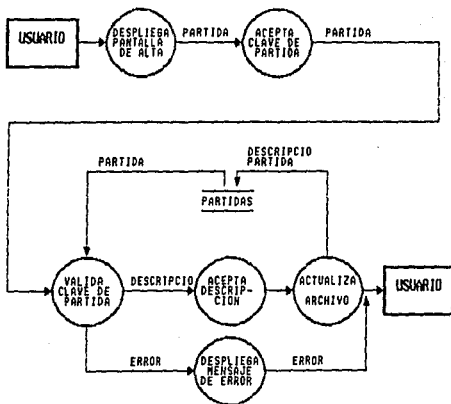 USUARIO
DESPLIEGA
PANTALLA
DE ALTA
PARTIDA
ACEPTA
CLAVE DE
PARTIDA
PARTIDA
DESCRIPCIO
PARTIDA
PARTIDA
PARTIDAS
VALIDA
CLAVE DE
PARTIDA
DESCRIPCIO
ACEPTA
DESCRIP-
CION
ACTUALIZA
ARCHIVO
USUARIO
ERROR
DESPLIEGA
MENSAJE
DE ERROR
ERROR